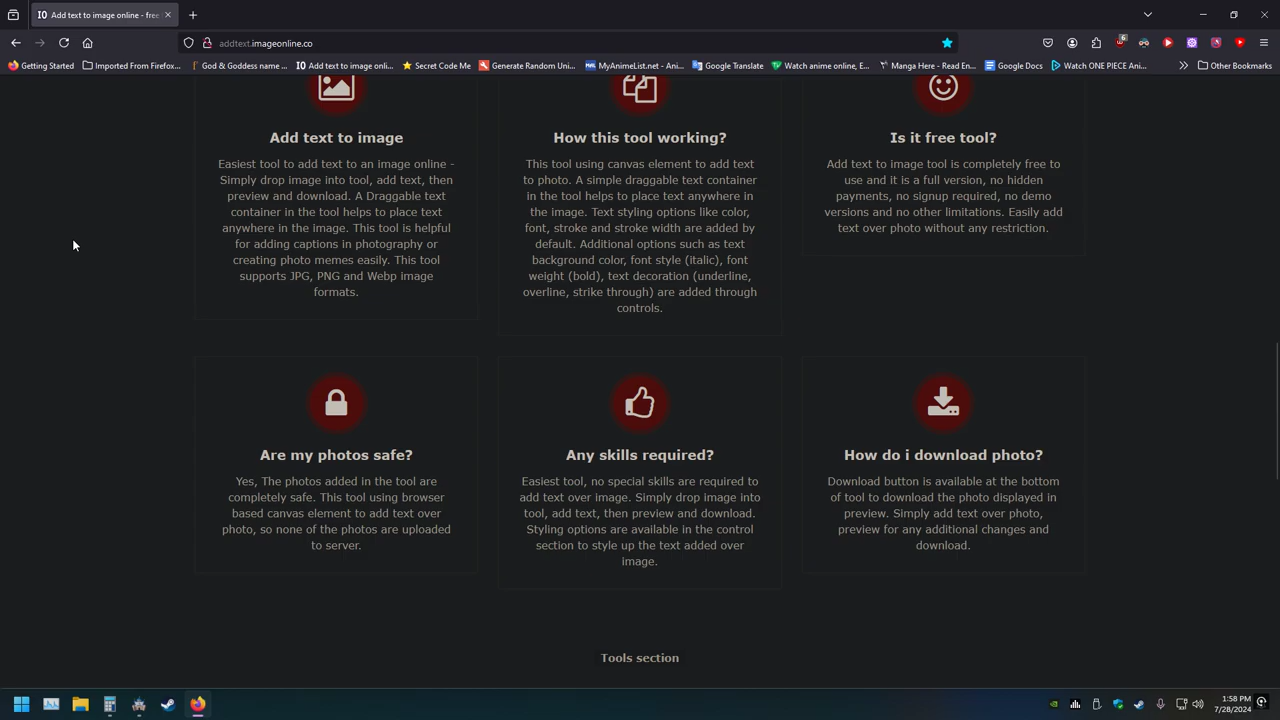 Add text to image online - free
addtext.imageonline.co
6
Getting Started
Imported From Firefox...
God & Goddess name ...
IO Add text to image onli...
Secret Code Me
Generate Random Uni...
MAL MyAnimeList.net - Ani...
Google Translate
Watch anime online, E...
Manga Here - Read En...
Google Docs
Watch ONE PIECE Ani...
Other Bookmarks
Add text to image
Easiest tool to add text to an image online -
Simply drop image into tool, add text, then
preview and download. A Draggable text
container in the tool helps to place text
anywhere in the image. This tool is helpful
for adding captions in photography or
creating photo memes easily. This tool
supports JPG, PNG and Webp image
formats.
How this tool working?
This tool using canvas element to add text
to photo. A simple draggable text container
in the tool helps to place text anywhere in
the image. Text styling options like color,
font, stroke and stroke width are added by
default. Additional options such as text
background color, font style (italic), font
weight (bold), text decoration (underline,
overline, strike through) are added through
controls.
Is it free tool?
Add text to image tool is completely free to
use and it is a full version, no hidden
payments, no signup required, no demo
versions and no other limitations. Easily add
text over photo without any restriction.
Are my photos safe?
Yes, The photos added in the tool are
completely safe. This tool using browser
based canvas element to add text over
photo, so none of the photos are uploaded
to server.
Any skills required?
Easiest tool, no special skills are required to
add text over image. Simply drop image into
tool, add text, then preview and download.
Styling options are available in the control
section to style up the text added over
image.
How do i download photo?
Download button is available at the bottom
of tool to download the photo displayed in
preview. Simply add text over photo,
preview for any additional changes and
download.
Tools section
1:58 PM
7/28/2024